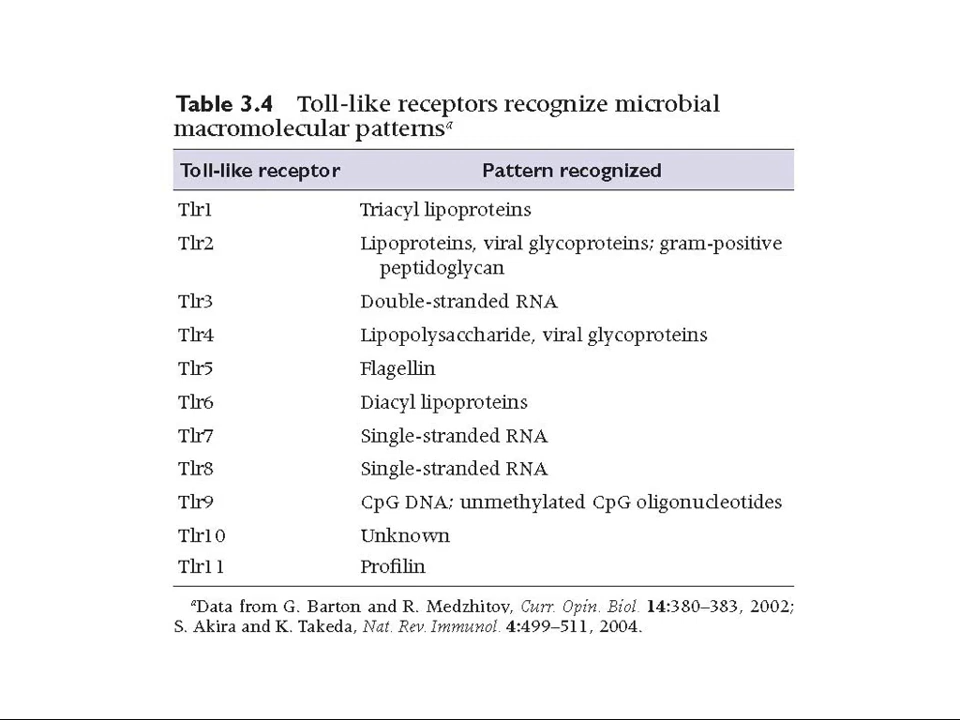 Table 3.4 Toll-like receptors recognize microbial
macromolecular patternsa
Toll-like receptor Pattern recognized
Tlr1 Triacyl lipoproteins
Tlr2 Lipoproteins, viral glycoproteins; gram-positive
peptidoglycan
Tlr3 Double-stranded RNA
Tlr4 Lipopolysaccharide, viral glycoproteins
Tlr5 Flagellin
Tlr6 Diacyl lipoproteins
Tlr7 Single-stranded RNA
Tlr8 Single-stranded RNA
Tlr9 CpG DNA; unmethylated CpG oligonucleotides
Tlr10 Unknown
Tlr11 Profilin
aData from G. Barton and R. Medzhitov, Curr. Opin. Biol. 14:380–383, 2002;
S. Akira and K. Takeda, Nat. Rev. Immunol. 4:499–511, 2004.